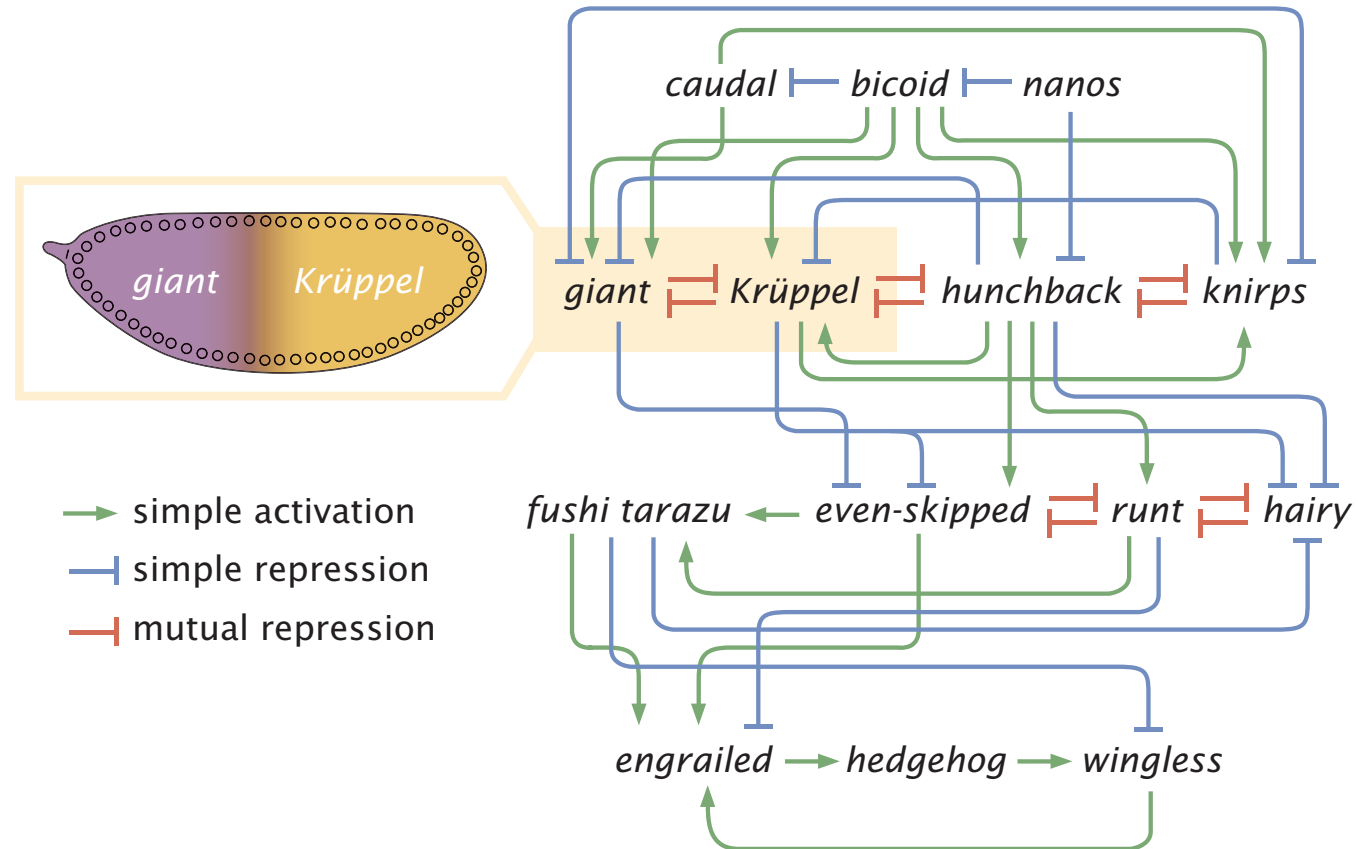 caudal bicoid nanos
giant Krüppel
giant Krüppel hunchback knirps
simple activation
simple repression
mutual repression
fushi tarazu even-skipped runt hairy
engrailed hedgehog wingless